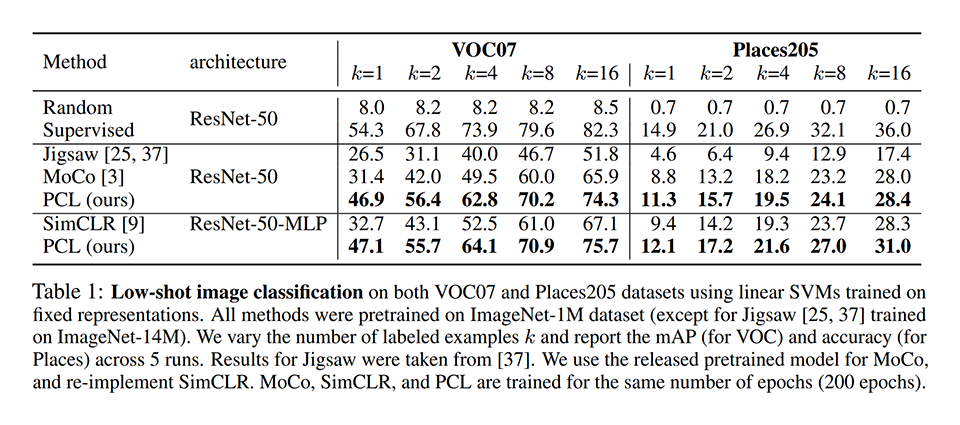 Method architecture VOC07 Places205
k=1 k=2 k=4 k=8 k=16 k=1 k=2 k=4 k=8 k=16
Random ResNet-50 8.0 8.2 8.2 8.2 8.5 0.7 0.7 0.7 0.7 0.7
Supervised 54.3 67.8 73.9 79.6 82.3 14.9 21.0 26.9 32.1 36.0
Jigsaw [25, 37] 26.5 31.1 40.0 46.7 51.8 4.6 6.4 9.4 12.9 17.4
MoCo [3] ResNet-50 31.4 42.0 49.5 60.0 65.9 8.8 13.2 18.2 23.2 28.0
PCL (ours) 46.9 56.4 62.8 70.2 74.3 11.3 15.7 19.5 24.1 28.4
SimCLR [9] ResNet-50-MLP 32.7 43.1 52.5 61.0 67.1 9.4 14.2 19.3 23.7 28.3
PCL (ours) 47.1 55.7 64.1 70.9 75.7 12.1 17.2 21.6 27.0 31.0
Table 1: Low-shot image classification on both VOC07 and Places205 datasets using linear SVMs trained on
fixed representations. All methods were pretrained on ImageNet-1M dataset (except for Jigsaw [25, 37] trained
on ImageNet-14M). We vary the number of labeled examples k and report the mAP (for VOC) and accuracy (for
Places) across 5 runs. Results for Jigsaw were taken from [37]. We use the released pretrained model for MoCo,
and re-implement SimCLR. MoCo, SimCLR, and PCL are trained for the same number of epochs (200 epochs).